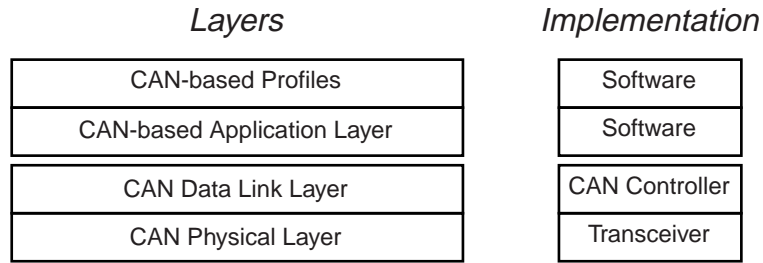 Layers Implementation
CAN-based Profiles Software
CAN-based Application Layer Software
CAN Data Link Layer CAN Controller
CAN Physical Layer Transceiver